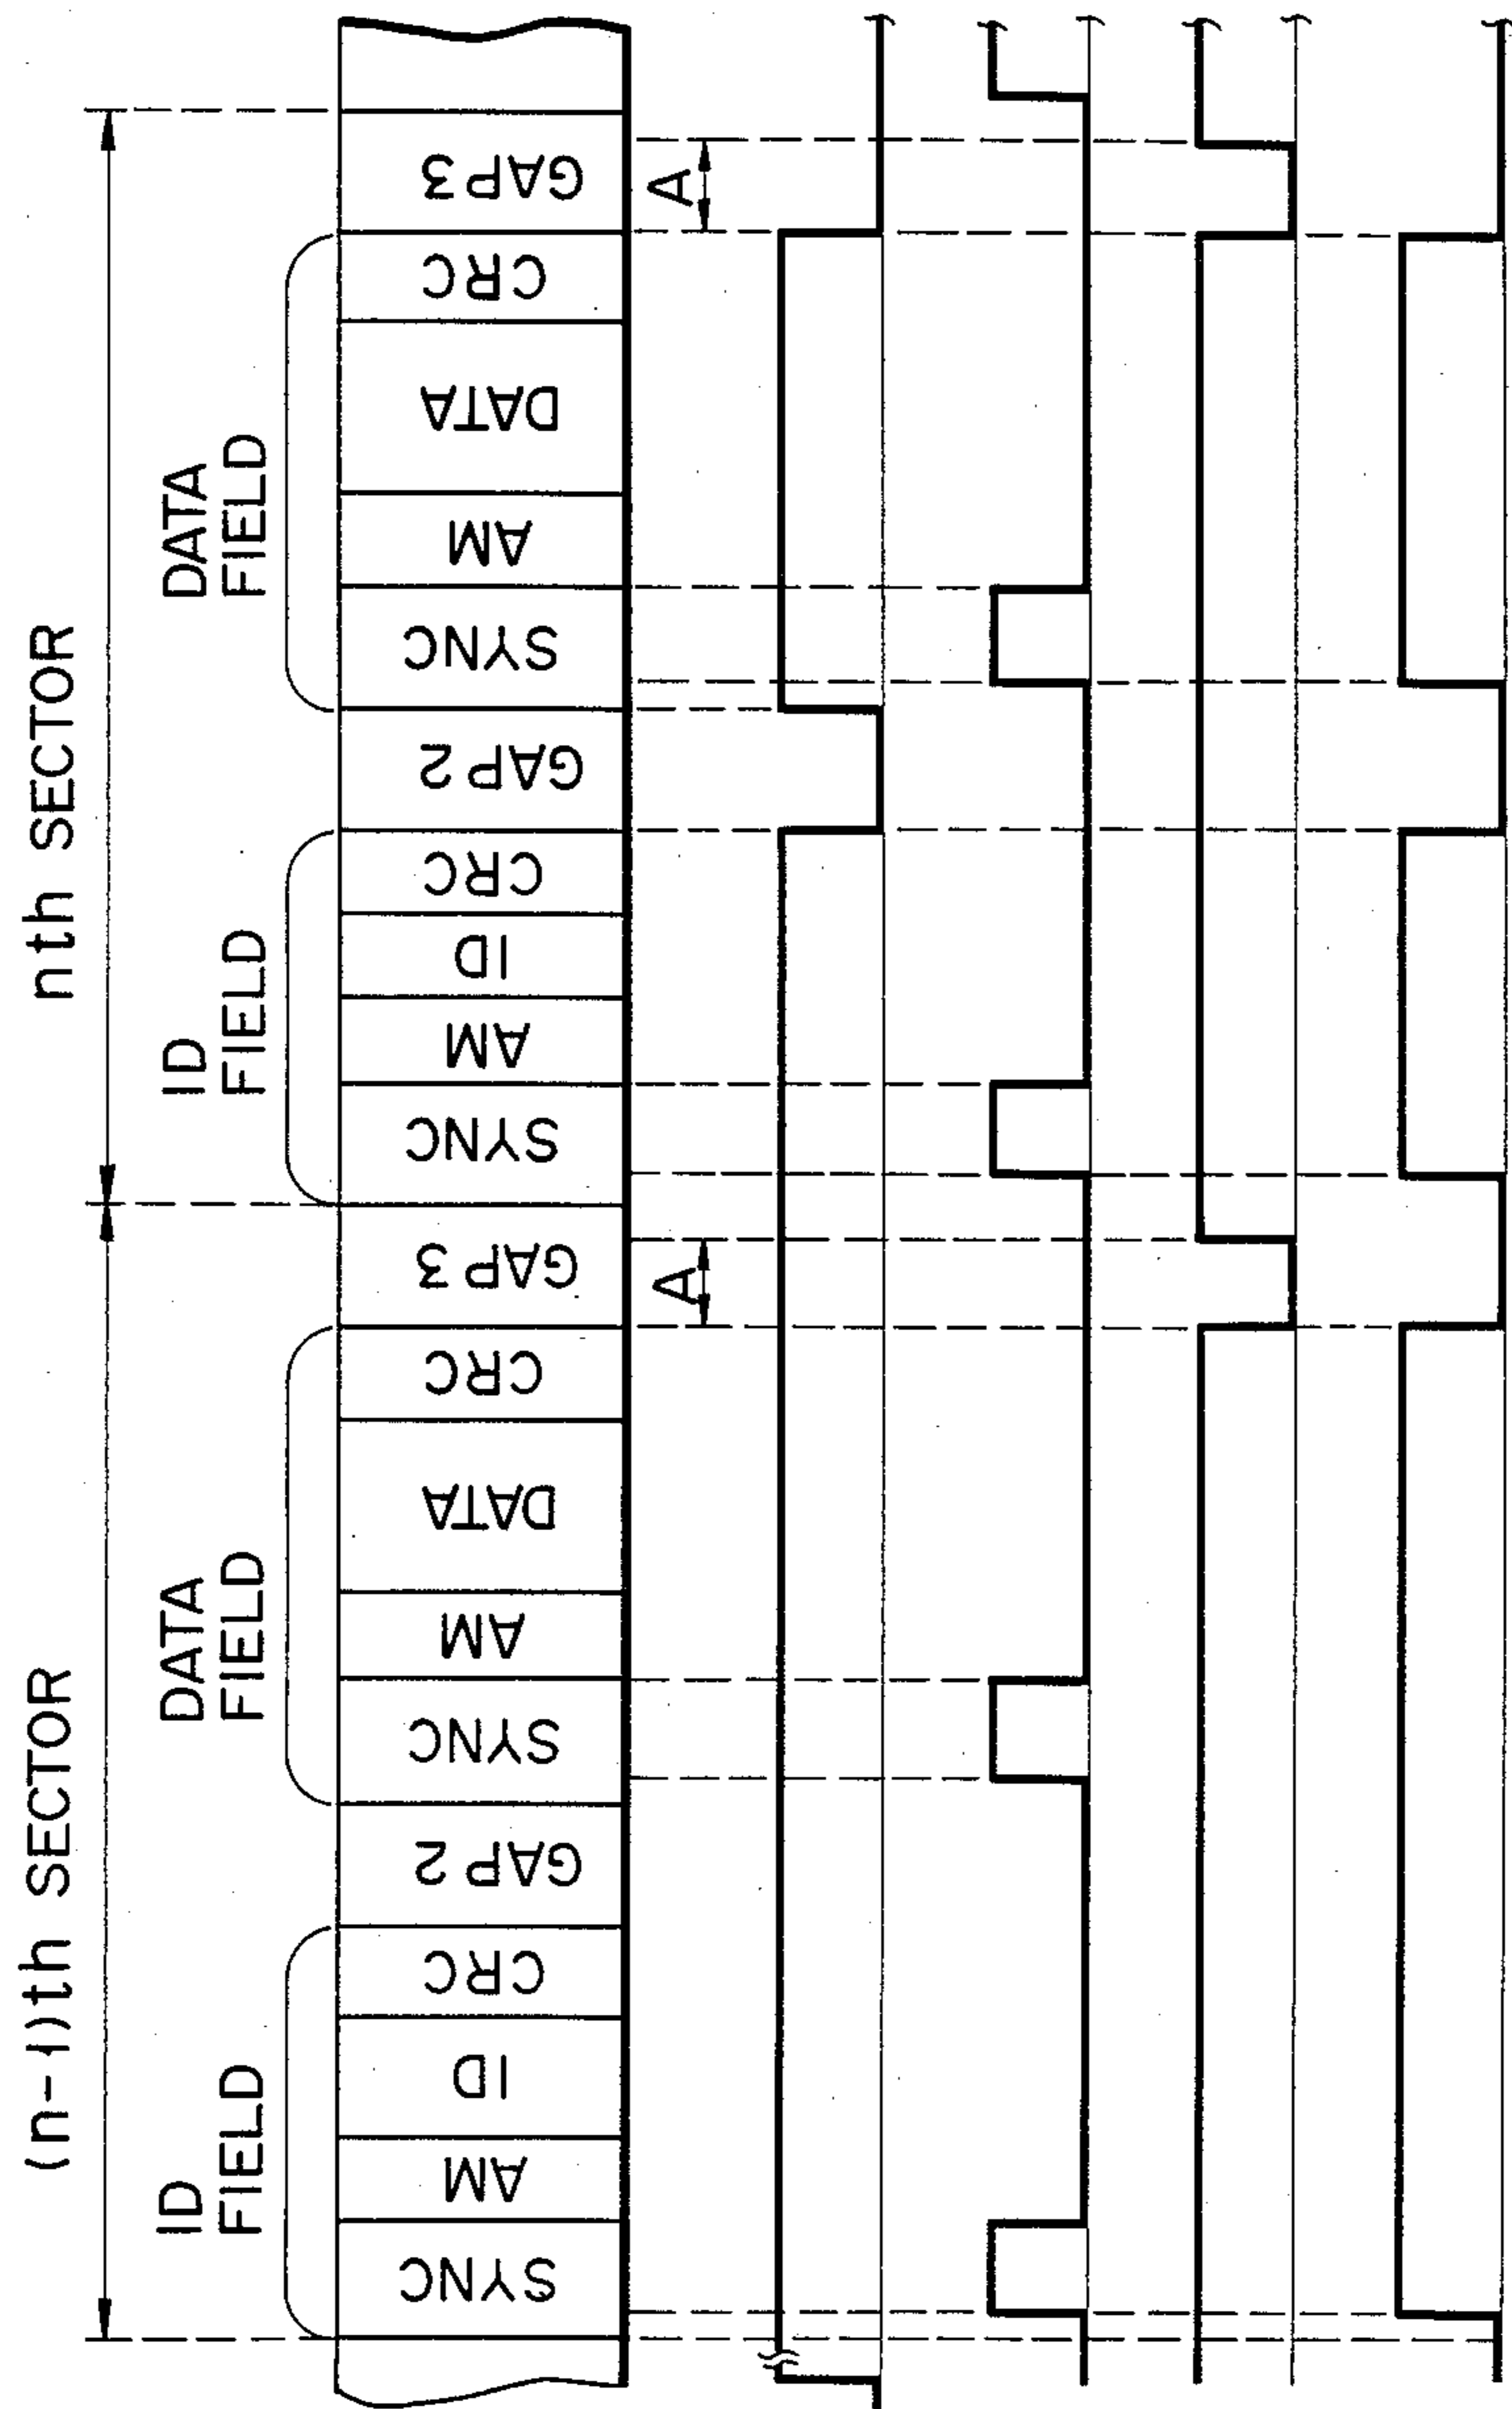 (n-1)th SECTOR
nth SECTOR
ID
FIELD
DATA
FIELD
ID
FIELD
DATA
FIELD
SYNC
AM
ID
CRC
GAP 2
SYNC
AM
DATA
CRC
GAP 3
SYNC
AM
ID
CRC
GAP 2
SYNC
AM
DATA
CRC
GAP 3
A
A